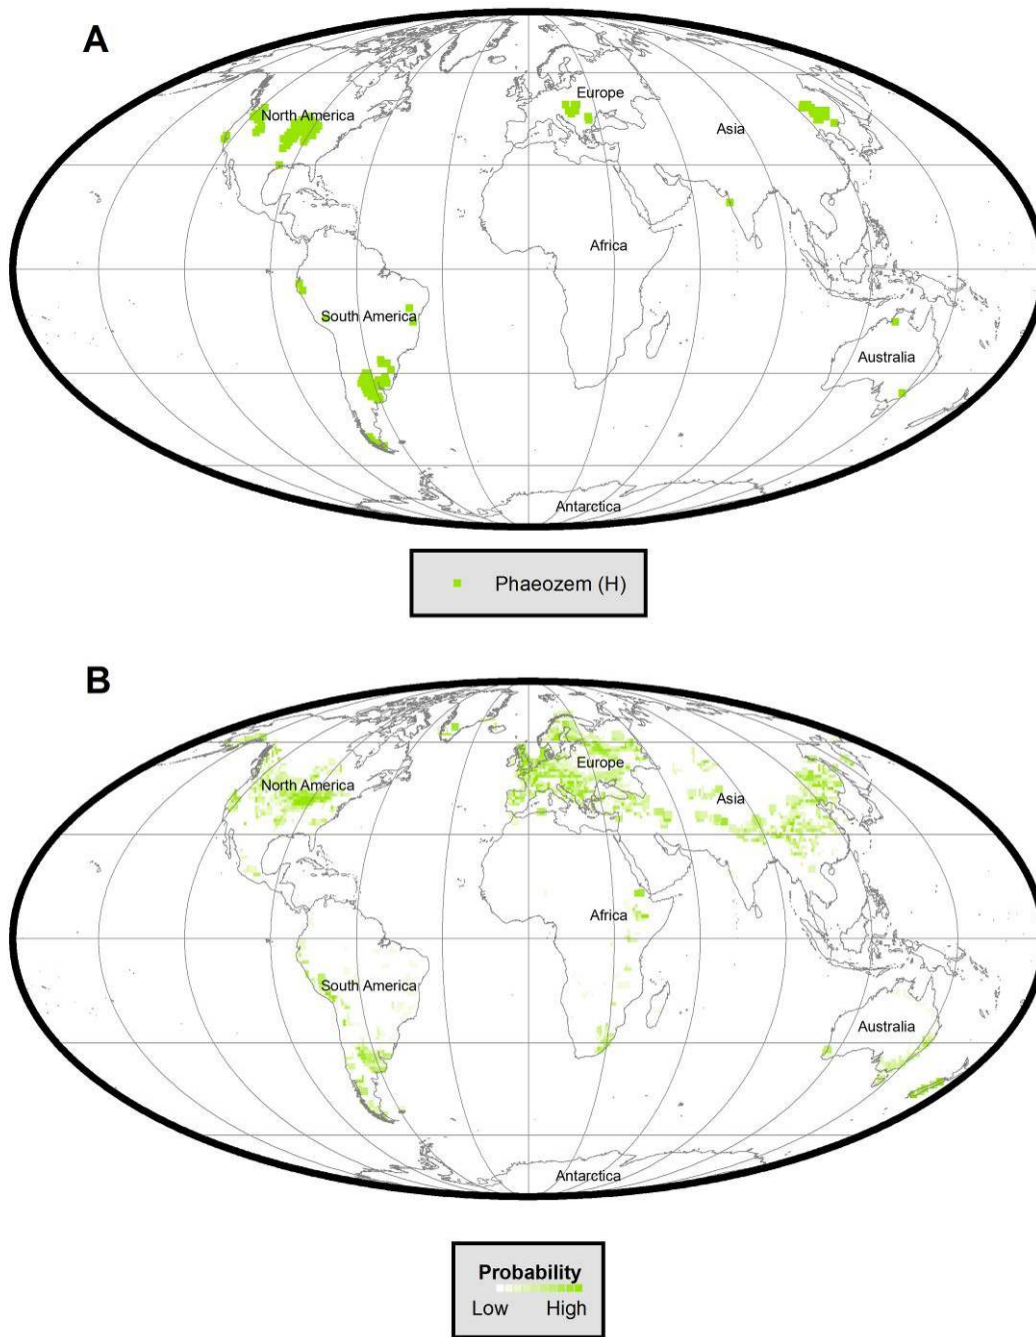 A
Europe
North America
Asia
Africa
South America
Australia
Antarctica
Phaeozem (H)
B
Europe
North America
Asia
Africa
South America
Australia
Antarctica
Probability
Low High